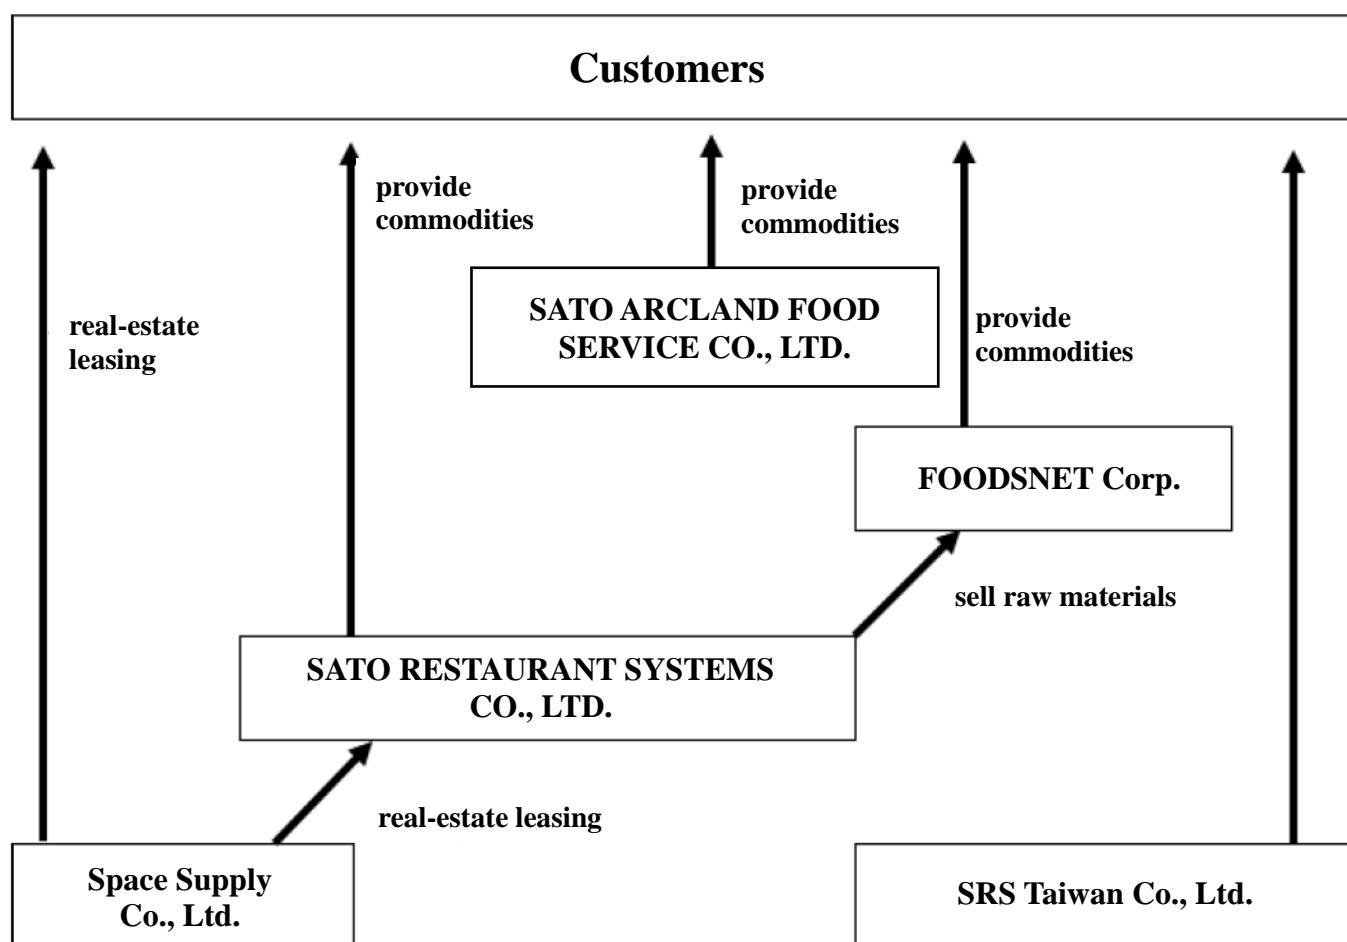 Customers
provide
commodities
provide
commodities
SATO ARCLAND FOOD
SERVICE CO., LTD.
real-estate
leasing
provide
commodities
FOODSNET Corp.
sell raw materials
SATO RESTAURANT SYSTEMS
CO., LTD.
real-estate leasing
Space Supply
Co., Ltd.
SRS Taiwan Co., Ltd.